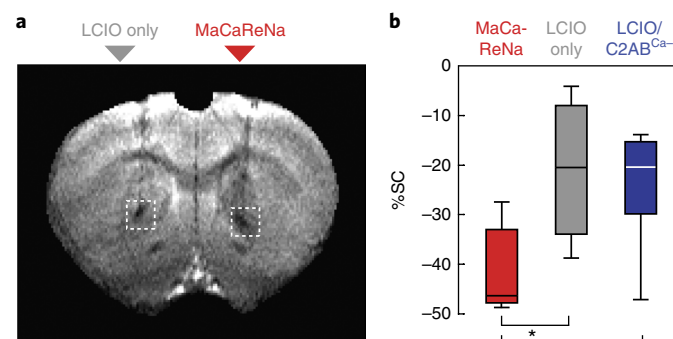 a
LCIO only
MaCaReNa
b
MaCa-
ReNa
LCIO
only
LCIO/
C2AB^Ca–
%SC
0
–10
–20
–30
–40
–50
*